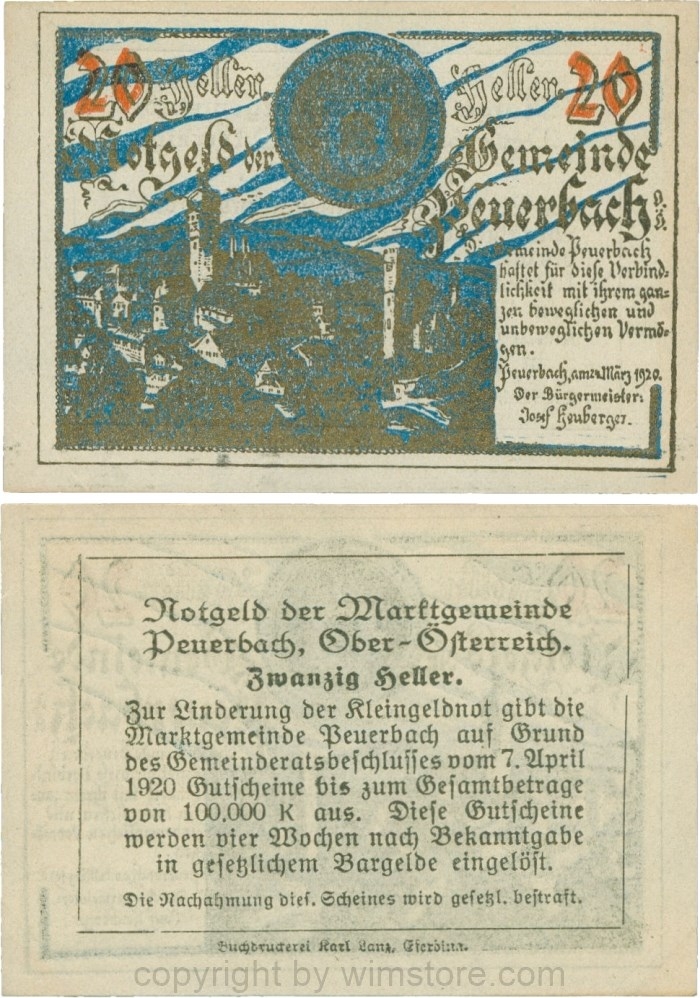 20 Heller. Heller. 20
Notgeld der Gemeinde
Peuerbach O.Ö.
Gemeinde Peuerbach
haftet für diese Verbind-
lichkeit mit ihrem gan-
zen beweglichen und
unbeweglichen Vermö-
gen.
Peuerbach, am März 1920.
Der Bürgermeister:
Josef Heuberger.
Notgeld der Marktgemeinde
Peuerbach, Ober-Österreich.
Zwanzig Heller.
Zur Linderung der Kleingeldnot gibt die
Marktgemeinde Peuerbach auf Grund
des Gemeinderatsbeschlusses vom 7. April
1920 Gutscheine bis zum Gesamtbetrage
von 100.000 K aus. Diese Gutscheine
werden vier Wochen nach Bekanntgabe
in gesetzlichem Bargelde eingelöst.
Die Nachahmung dies. Scheines wird gesetzl. bestraft.
Buchdruckerei Karl Lanz, Eferding.
copyright by wimstore.com